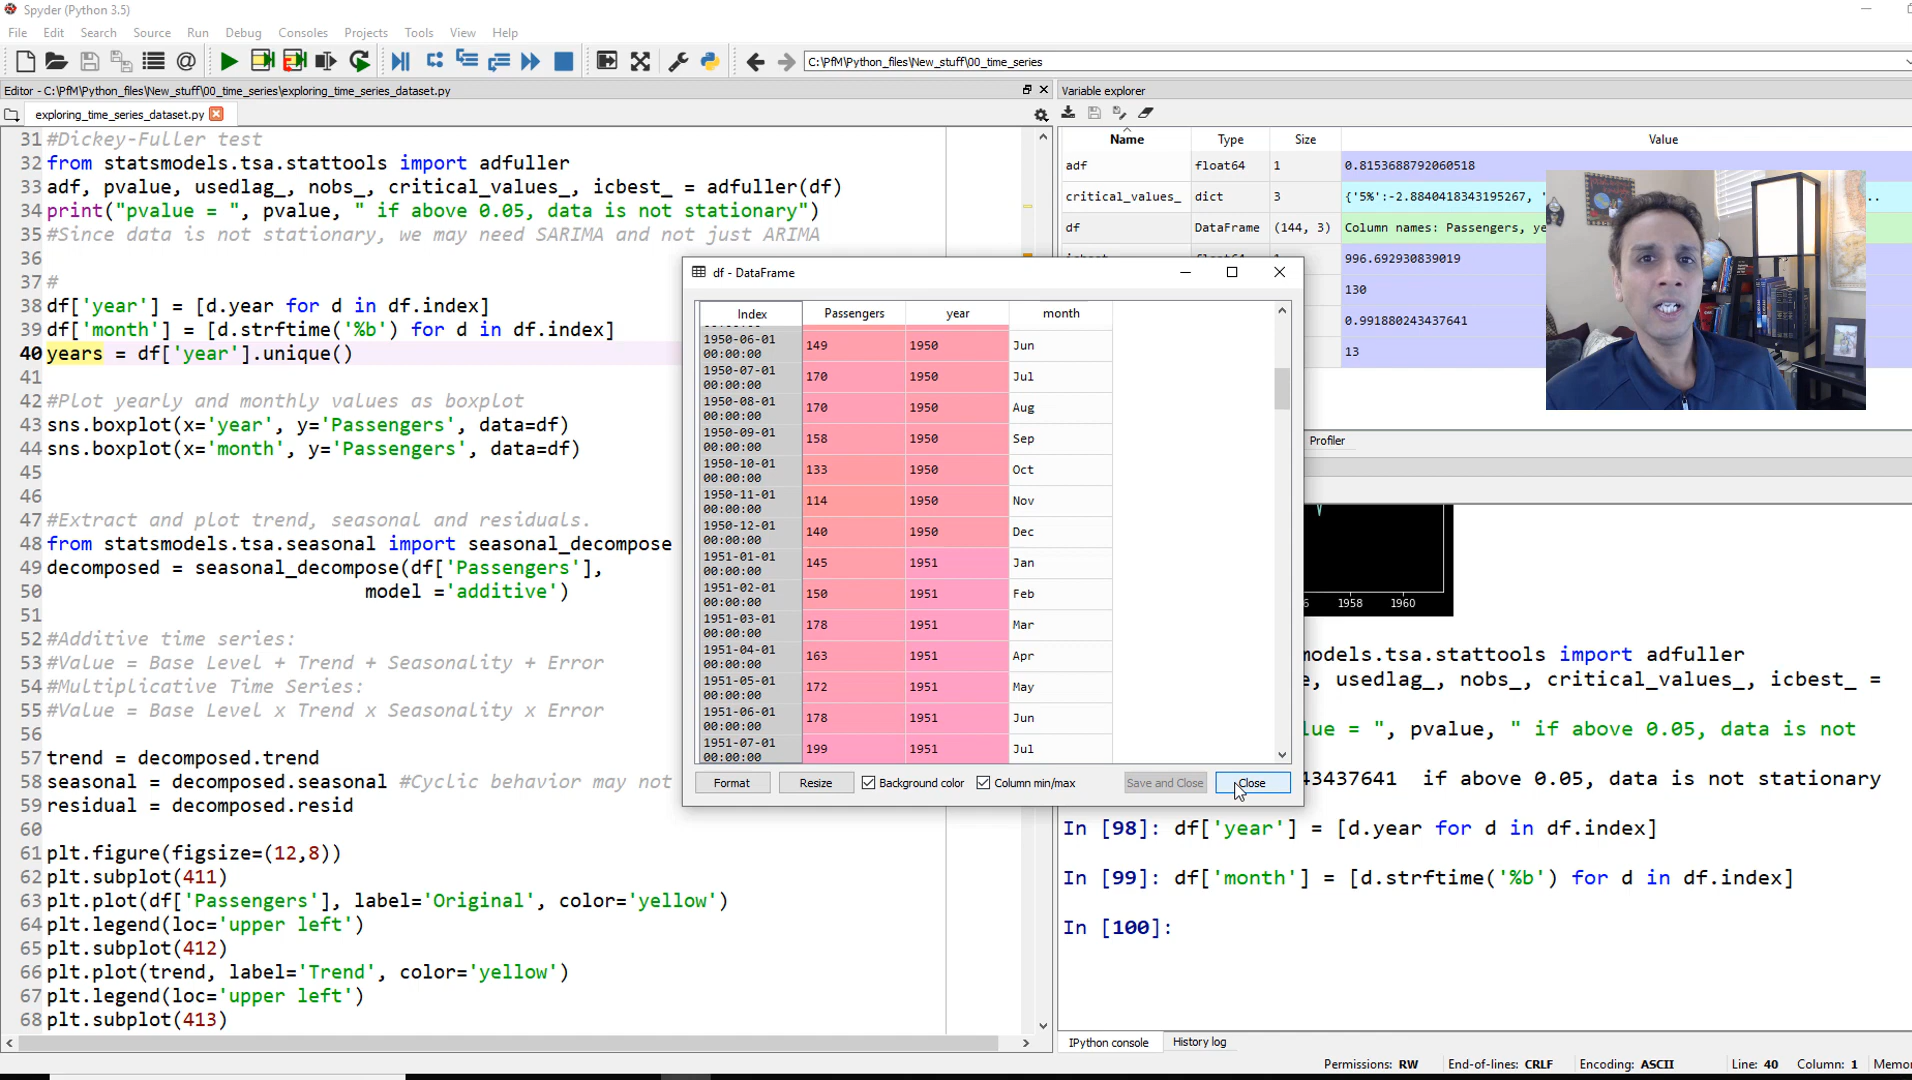 Spyder (Python 3.5)
File Edit Search Source Run Debug Consoles Projects Tools View Help
C:\PfM\Python_files\New_stuff\00_time_series
Editor - C:\PfM\Python_files\New_stuff\00_time_series\exploring_time_series_dataset.py
exploring_time_series_dataset.py
31 #Dickey-Fuller test
32 from statsmodels.tsa.stattools import adfuller
33 adf, pvalue, usedlag_, nobs_, critical_values_, icbest_ = adfuller(df)
34 print("pvalue = ", pvalue, " if above 0.05, data is not stationary")
35 #Since data is not stationary, we may need SARIMA and not just ARIMA
36
#
38 df['year'] = [d.year for d in df.index]
39 df['month'] = [d.strftime('%b') for d in df.index]
40 years = df['year'].unique()
41
42 #Plot yearly and monthly values as boxplot
43 sns.boxplot(x='year', y='Passengers', data=df)
44 sns.boxplot(x='month', y='Passengers', data=df)
45
46
47 #Extract and plot trend, seasonal and residuals.
48 from statsmodels.tsa.seasonal import seasonal_decompose
49 decomposed = seasonal_decompose(df['Passengers'],
50 model ='additive')
51
52 #Additive time series:
53 #Value = Base Level + Trend + Seasonality + Error
54 #Multiplicative Time Series:
55 #Value = Base Level x Trend x Seasonality x Error
56
57 trend = decomposed.trend
58 seasonal = decomposed.seasonal #Cyclic behavior may not
59 residual = decomposed.resid
60
61 plt.figure(figsize=(12,8))
62 plt.subplot(411)
63 plt.plot(df['Passengers'], label='Original', color='yellow')
64 plt.legend(loc='upper left')
65 plt.subplot(412)
66 plt.plot(trend, label='Trend', color='yellow')
67 plt.legend(loc='upper left')
68 plt.subplot(413)
df - DataFrame
Index Passengers year month
1950-06-01 00:00:00 149 1950 Jun
1950-07-01 00:00:00 170 1950 Jul
1950-08-01 00:00:00 170 1950 Aug
1950-09-01 00:00:00 158 1950 Sep
1950-10-01 00:00:00 133 1950 Oct
1950-11-01 00:00:00 114 1950 Nov
1950-12-01 00:00:00 140 1950 Dec
1951-01-01 00:00:00 145 1951 Jan
1951-02-01 00:00:00 150 1951 Feb
1951-03-01 00:00:00 178 1951 Mar
1951-04-01 00:00:00 163 1951 Apr
1951-05-01 00:00:00 172 1951 May
1951-06-01 00:00:00 178 1951 Jun
1951-07-01 00:00:00 199 1951 Jul
Format Resize Background color Column min/max Save and Close Close
Variable explorer
Name Type Size Value
adf float64 1 0.8153688792060518
critical_values_ dict 3 {'5%':-2.8840418343195267, ' ..
df DataFrame (144, 3) Column names: Passengers, ye
996.692930839019
130
0.991880243437641
13
Profiler
6 1958 1960
models.tsa.stattools import adfuller
e, usedlag_, nobs_, critical_values_, icbest_ =
lue = ", pvalue, " if above 0.05, data is not
43437641 if above 0.05, data is not stationary
In [98]: df['year'] = [d.year for d in df.index]
In [99]: df['month'] = [d.strftime('%b') for d in df.index]
In [100]:
IPython console History log
Permissions: RW End-of-lines: CRLF Encoding: ASCII Line: 40 Column: 1 Memor